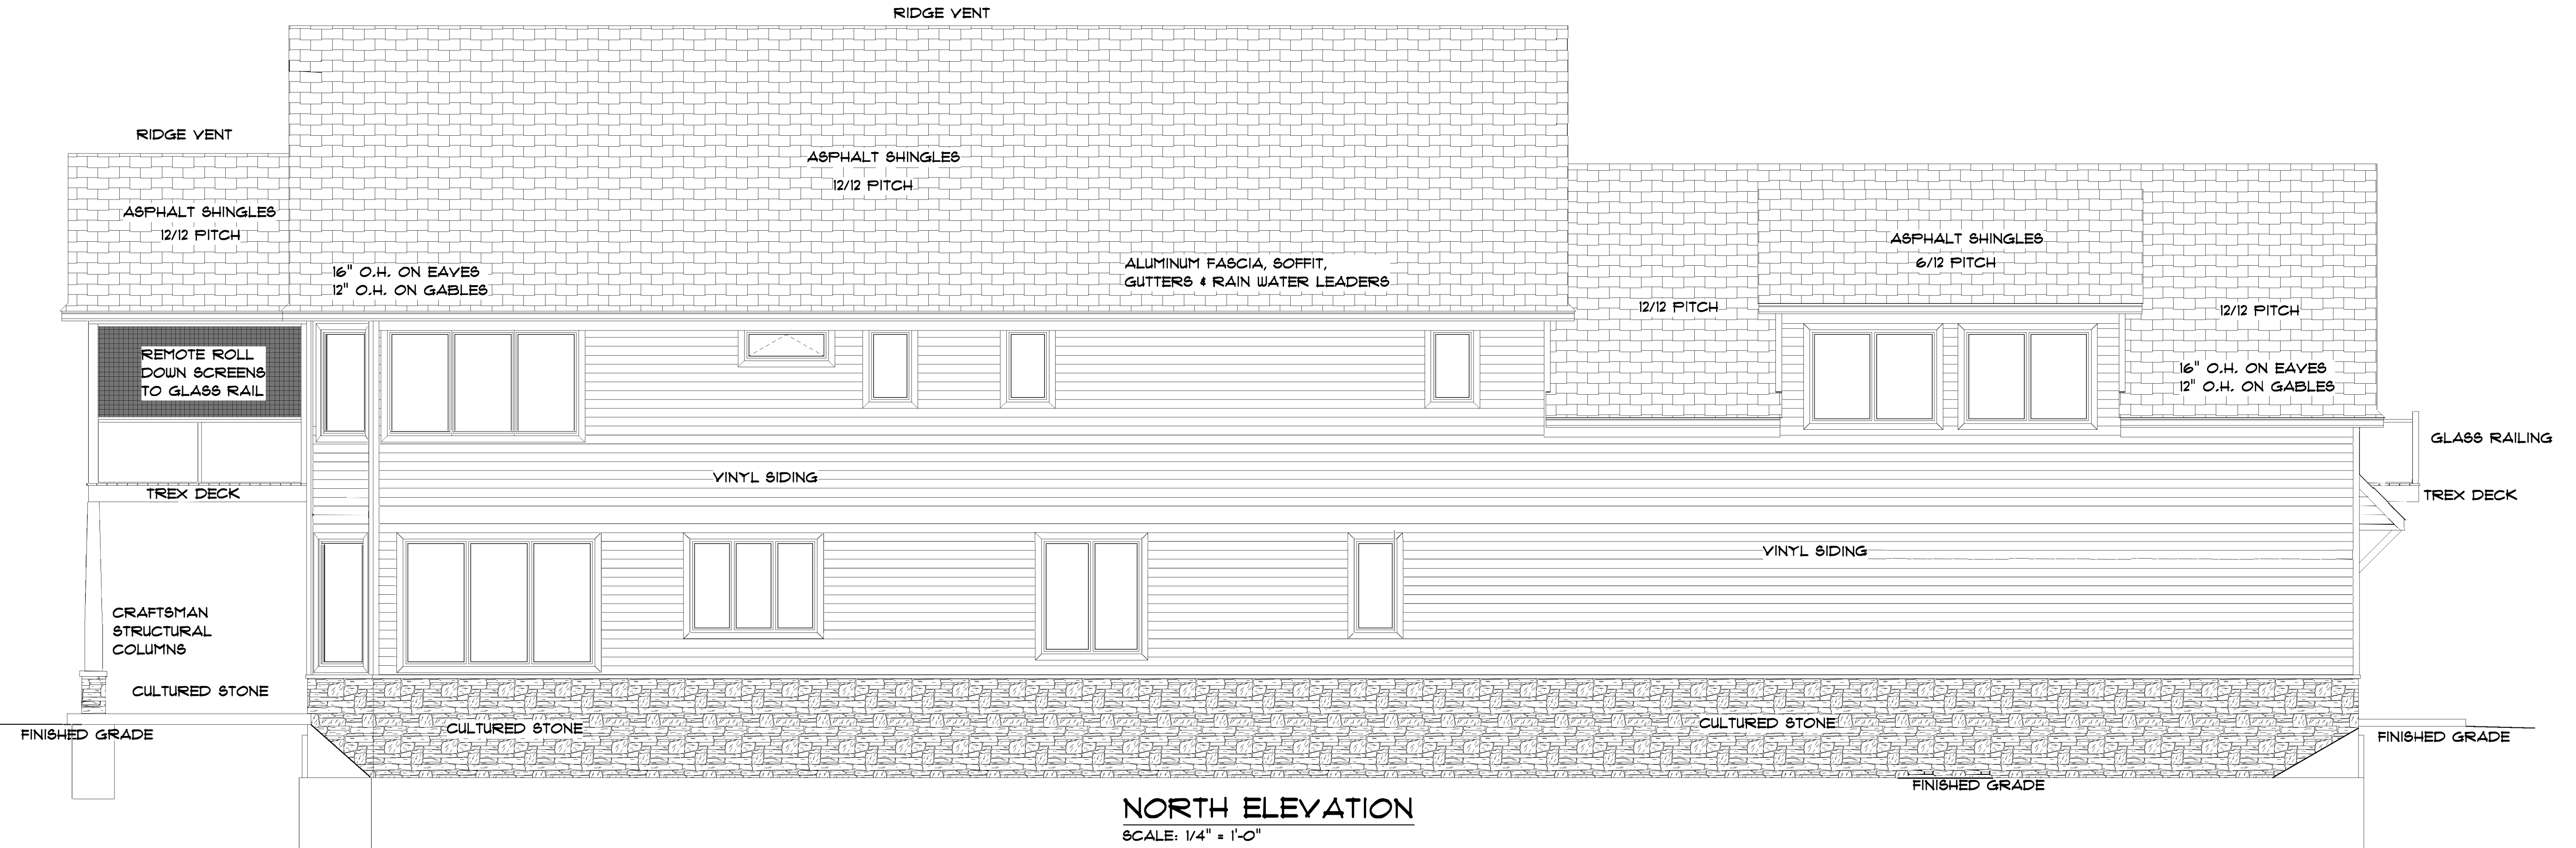 RIDGE VENT
RIDGE VENT
ASPHALT SHINGLES
12/12 PITCH
ASPHALT SHINGLES
12/12 PITCH
ASPHALT SHINGLES
6/12 PITCH
16" O.H. ON EAVES
12" O.H. ON GABLES
ALUMINUM FASCIA, SOFFIT,
GUTTERS & RAIN WATER LEADERS
12/12 PITCH
12/12 PITCH
REMOTE ROLL
DOWN SCREENS
TO GLASS RAIL
16" O.H. ON EAVES
12" O.H. ON GABLES
GLASS RAILING
VINYL SIDING
TREX DECK
TREX DECK
VINYL SIDING
CRAFTSMAN
STRUCTURAL
COLUMNS
CULTURED STONE
CULTURED STONE
CULTURED STONE
FINISHED GRADE
FINISHED GRADE
FINISHED GRADE
NORTH ELEVATION
SCALE: 1/4" = 1'-0"